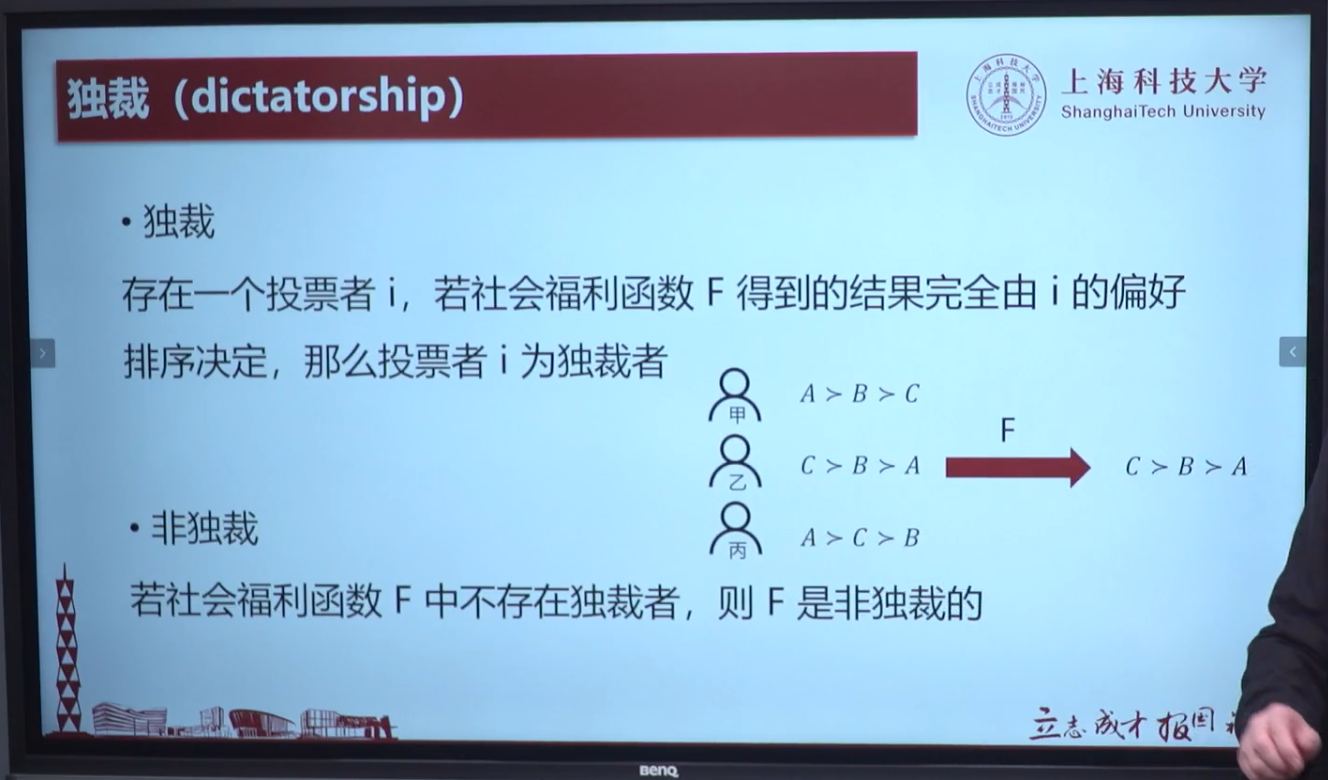 独裁（dictatorship）
上海科技大学
ShanghaiTech University
• 独裁
存在一个投票者 i，若社会福利函数 F 得到的结果完全由 i 的偏好
排序决定，那么投票者 i 为独裁者
甲 A ≻ B ≻ C
F
乙 C ≻ B ≻ A
C ≻ B ≻ A
丙 A ≻ C ≻ B
• 非独裁
若社会福利函数 F 中不存在独裁者，则 F 是非独裁的
立志成才报国
BenQ